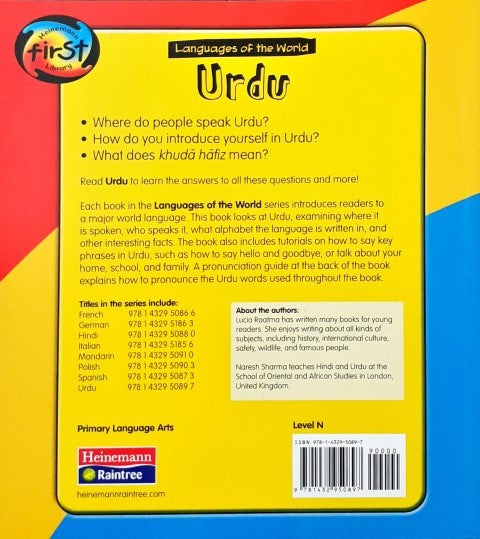 Heinemann
first
Library
Languages of the World
Urdu
• Where do people speak Urdu?
• How do you introduce yourself in Urdu?
• What does khudā hāfiz mean?
Read Urdu to learn the answers to all these questions and more!
Each book in the Languages of the World series introduces readers to
a major world language. This book looks at Urdu, examining where it
is spoken, who speaks it, what alphabet the language is written in, and
other interesting facts. The book also includes tutorials on how to say key
phrases in Urdu, such as how to say hello and goodbye, or talk about your
home, school, and family. A pronunciation guide at the back of the book
explains how to pronounce the Urdu words used throughout the book.
Titles in the series include:
French 978 1 4329 5086 6
German 978 1 4329 5186 3
Hindi 978 1 4329 5088 0
Italian 978 1 4329 5185 6
Mandarin 978 1 4329 5091 0
Polish 978 1 4329 5090 3
Spanish 978 1 4329 5087 3
Urdu 978 1 4329 5089 7
About the authors:
Lucia Raatma has written many books for young
readers. She enjoys writing about all kinds of
subjects, including history, international culture,
safety, wildlife, and famous people.
Naresh Sharma teaches Hindi and Urdu at the
School of Oriental and African Studies in London,
United Kingdom.
Primary Language Arts
Level N
Heinemann
Raintree
heinemannraintree.com
ISBN 978-1-4329-5089-7
90000
9 781432 950897